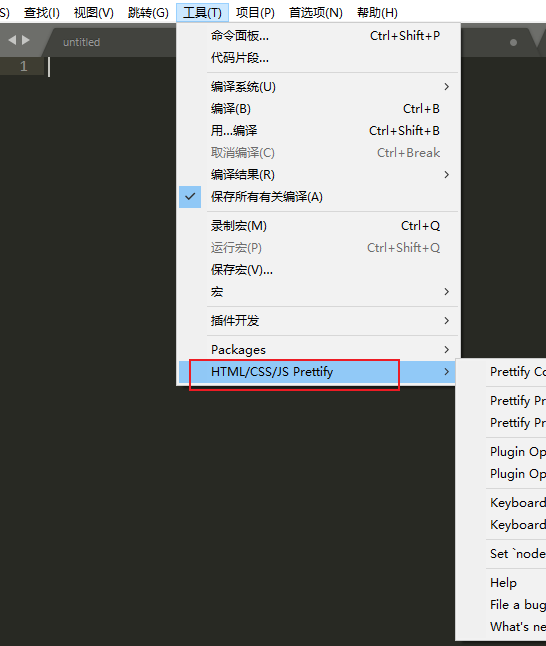 S) 查找(I) 视图(V) 跳转(G) 工具(T) 项目(P) 首选项(N) 帮助(H)
untitled
1
命令面板... Ctrl+Shift+P
代码片段...
编译系统(U)
编译(B) Ctrl+B
用...编译 Ctrl+Shift+B
取消编译(C) Ctrl+Break
编译结果(R)
保存所有有关编译(A)
录制宏(M) Ctrl+Q
运行宏(P) Ctrl+Shift+Q
保存宏(V)...
宏
插件开发
Packages
HTML/CSS/JS Prettify
Prettify Co
Prettify Pr
Prettify Pr
Plugin Op
Plugin Op
Keyboard
Keyboard
Set `node
Help
File a bug
What's ne